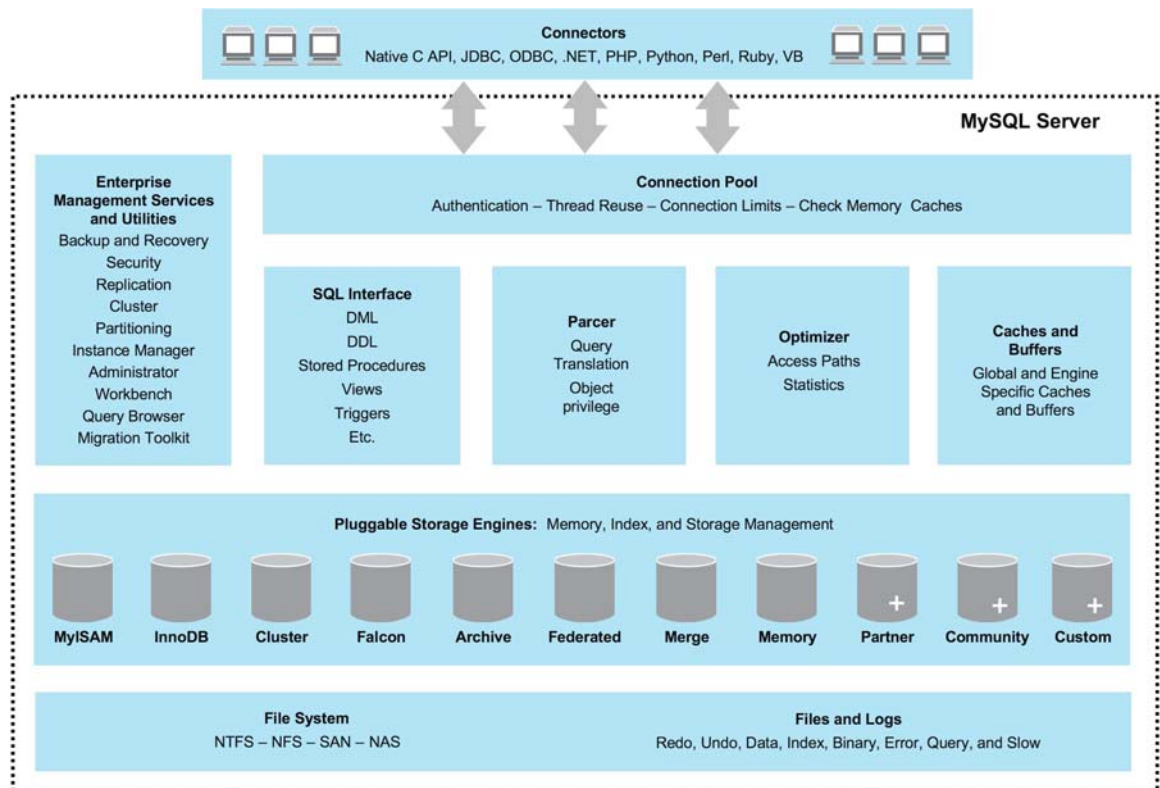 Connectors
Native C API, JDBC, ODBC, .NET, PHP, Python, Perl, Ruby, VB
MySQL Server
Enterprise
Management Services
and Utilities
Backup and Recovery
Security
Replication
Cluster
Partitioning
Instance Manager
Administrator
Workbench
Query Browser
Migration Toolkit
Connection Pool
Authentication – Thread Reuse – Connection Limits – Check Memory Caches
SQL Interface
DML
DDL
Stored Procedures
Views
Triggers
Etc.
Parcer
Query
Translation
Object
privilege
Optimizer
Access Paths
Statistics
Caches and
Buffers
Global and Engine
Specific Caches
and Buffers
Pluggable Storage Engines: Memory, Index, and Storage Management
+ + +
MyISAM InnoDB Cluster Falcon Archive Federated Merge Memory Partner Community Custom
File System
NTFS – NFS – SAN – NAS
Files and Logs
Redo, Undo, Data, Index, Binary, Error, Query, and Slow